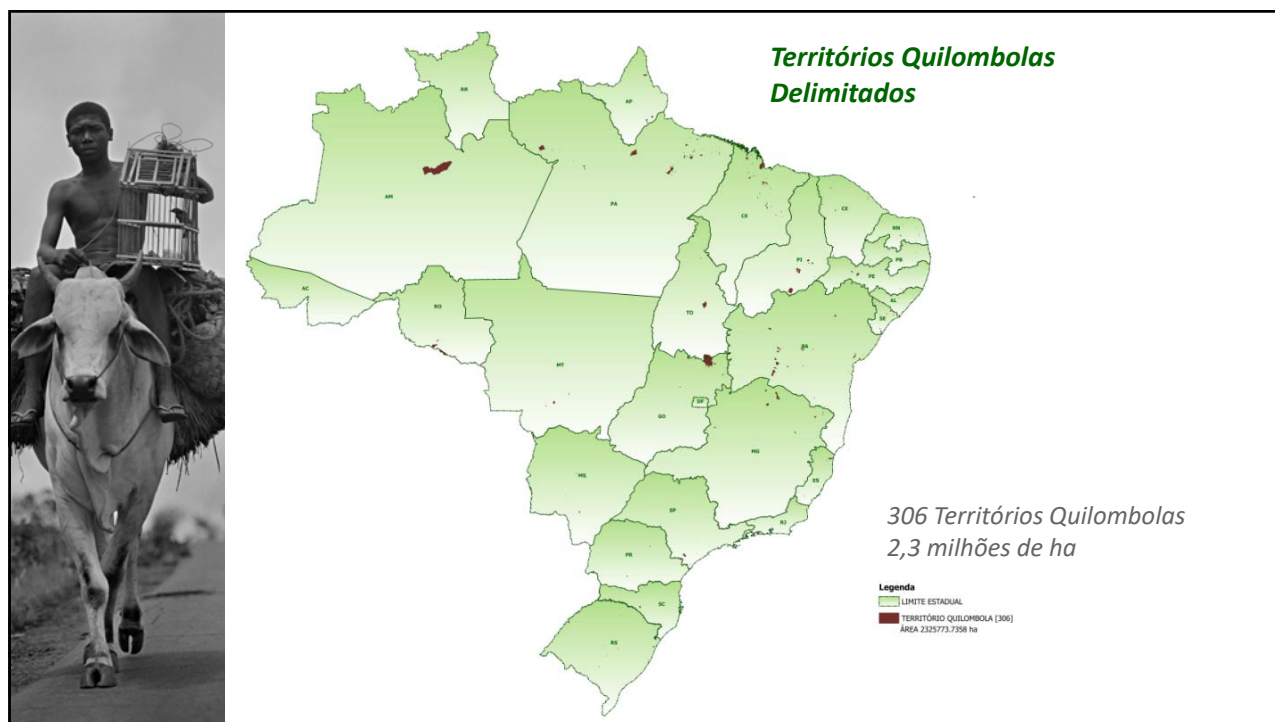 Territórios Quilombolas
Delimitados
RR
AP
AM
PA
CE
CE
RN
PB
PI
PE
AL
SE
AC
RO
TO
BA
MT
GO
DF
MG
MS
ES
SP
RJ
PR
SC
RS
306 Territórios Quilombolas
2,3 milhões de ha
Legenda
LIMITE ESTADUAL
TERRITÓRIO QUILOMBOLA [306]
ÁREA 2325773.7358 ha